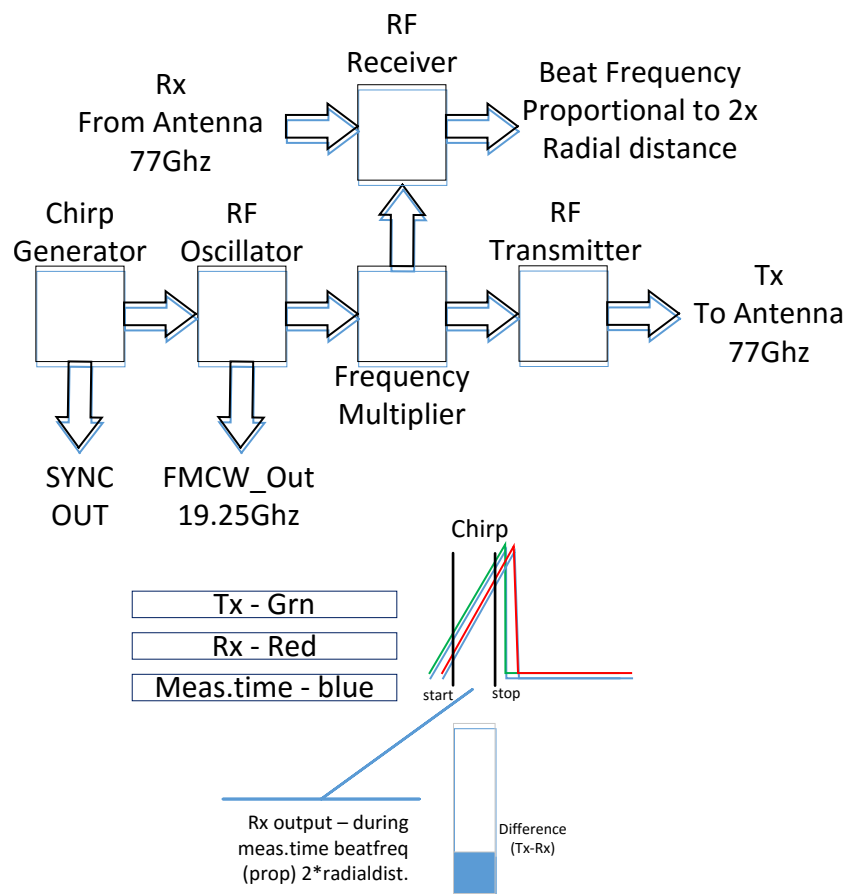 RF
Receiver
Rx
From Antenna
77Ghz
Beat Frequency
Proportional to 2x
Radial distance
Chirp
Generator
RF
Oscillator
RF
Transmitter
Tx
To Antenna
77Ghz
Frequency
Multiplier
SYNC
OUT
FMCW_Out
19.25Ghz
Chirp
Tx - Grn
Rx - Red
Meas.time - blue
start
stop
Rx output – during
meas.time beatfreq
(prop) 2*radialdist.
Difference
(Tx-Rx)